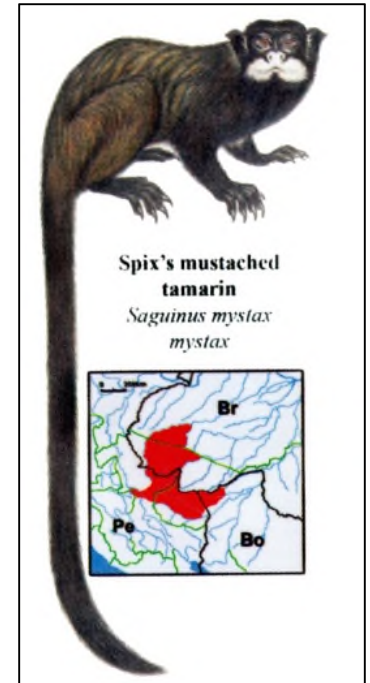 Spix's mustached
tamarin
Saguinus mystax
mystax
Br
Pe
Bo